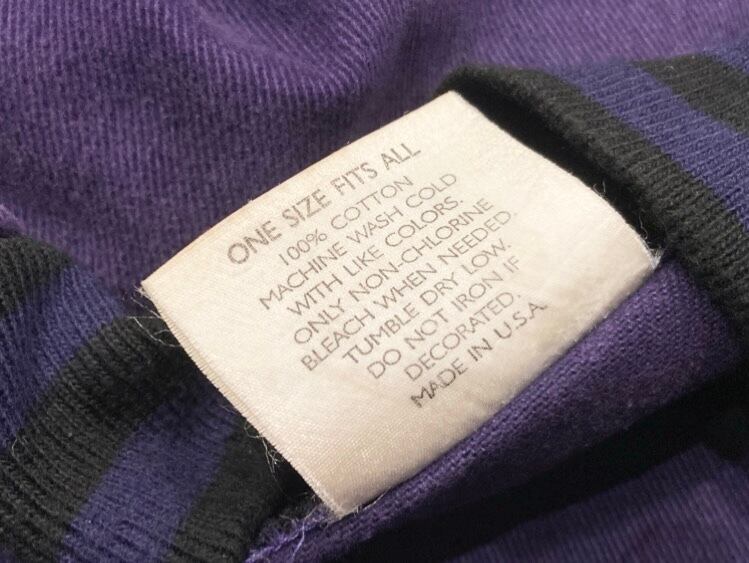 ONE SIZE FITS ALL
100% COTTON
MACHINE WASH COLD
WITH LIKE COLORS.
ONLY NON-CHLORINE
BLEACH WHEN NEEDED.
TUMBLE DRY LOW.
DO NOT IRON IF
DECORATED.
MADE IN U.S.A.